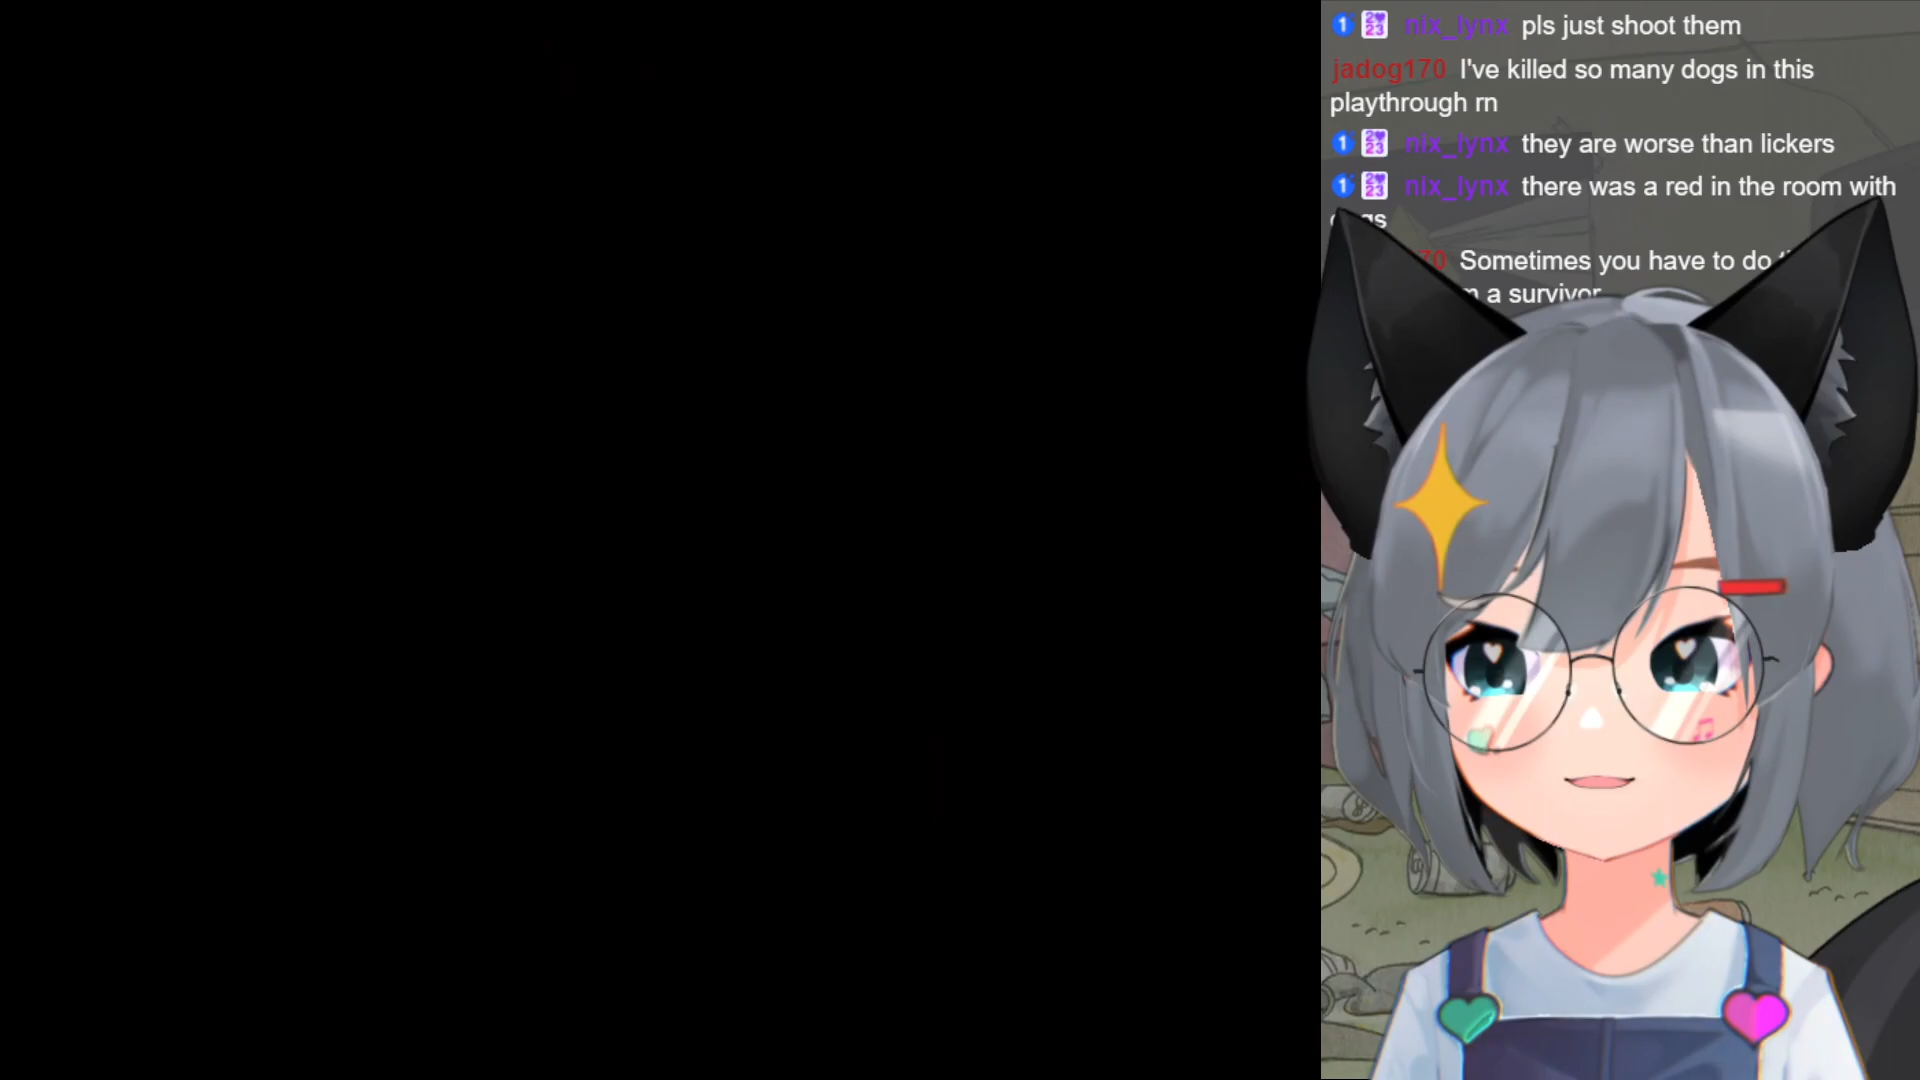 nix_lynx pls just shoot them
jadog170 I've killed so many dogs in this
playthrough rn
nix_lynx they are worse than lickers
nix_lynx there was a red in the room with
Sometimes you have to do
a survivor